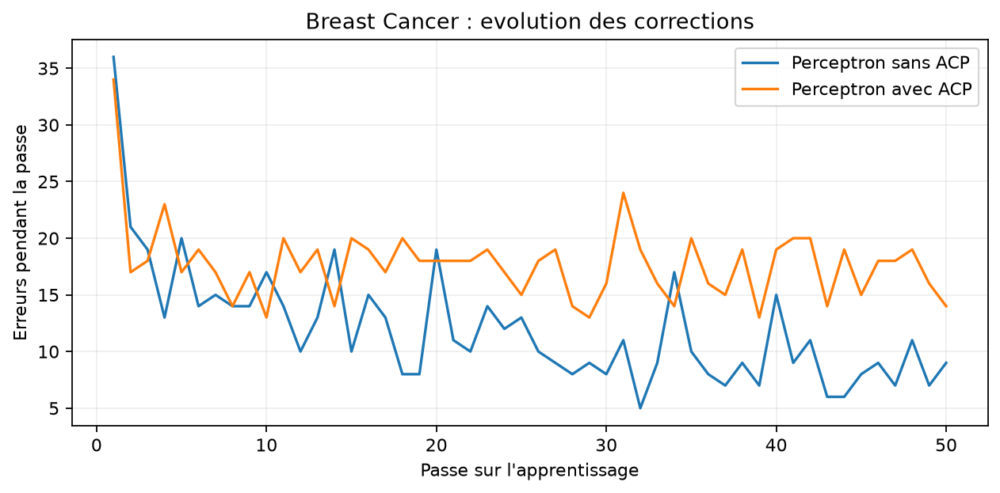 Breast Cancer : evolution des corrections
Perceptron sans ACP
Perceptron avec ACP
Erreurs pendant la passe
35
30
25
20
15
10
5
0
10
20
30
40
50
Passe sur l'apprentissage